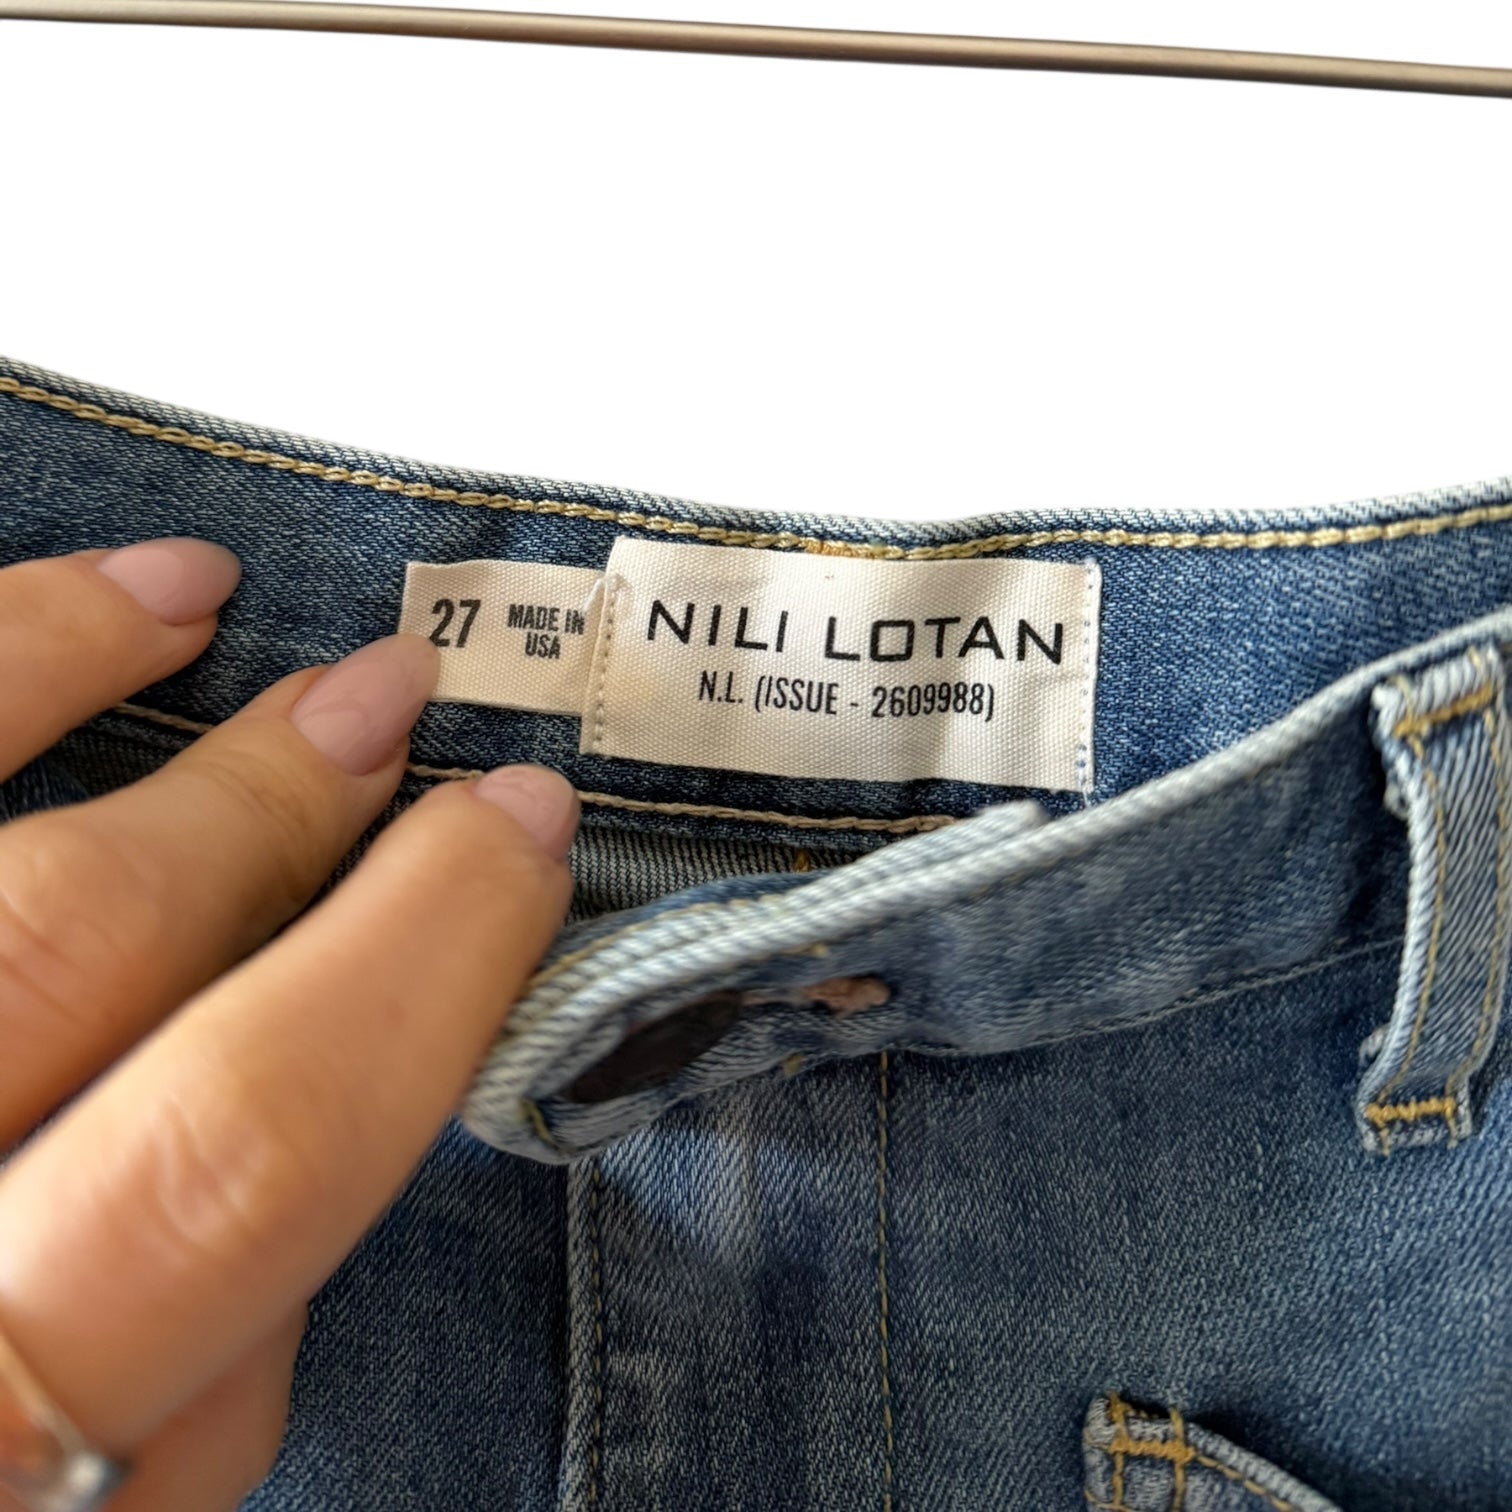 27
MADE IN
USA
NILI LOTAN
N.L. (ISSUE - 2609988)